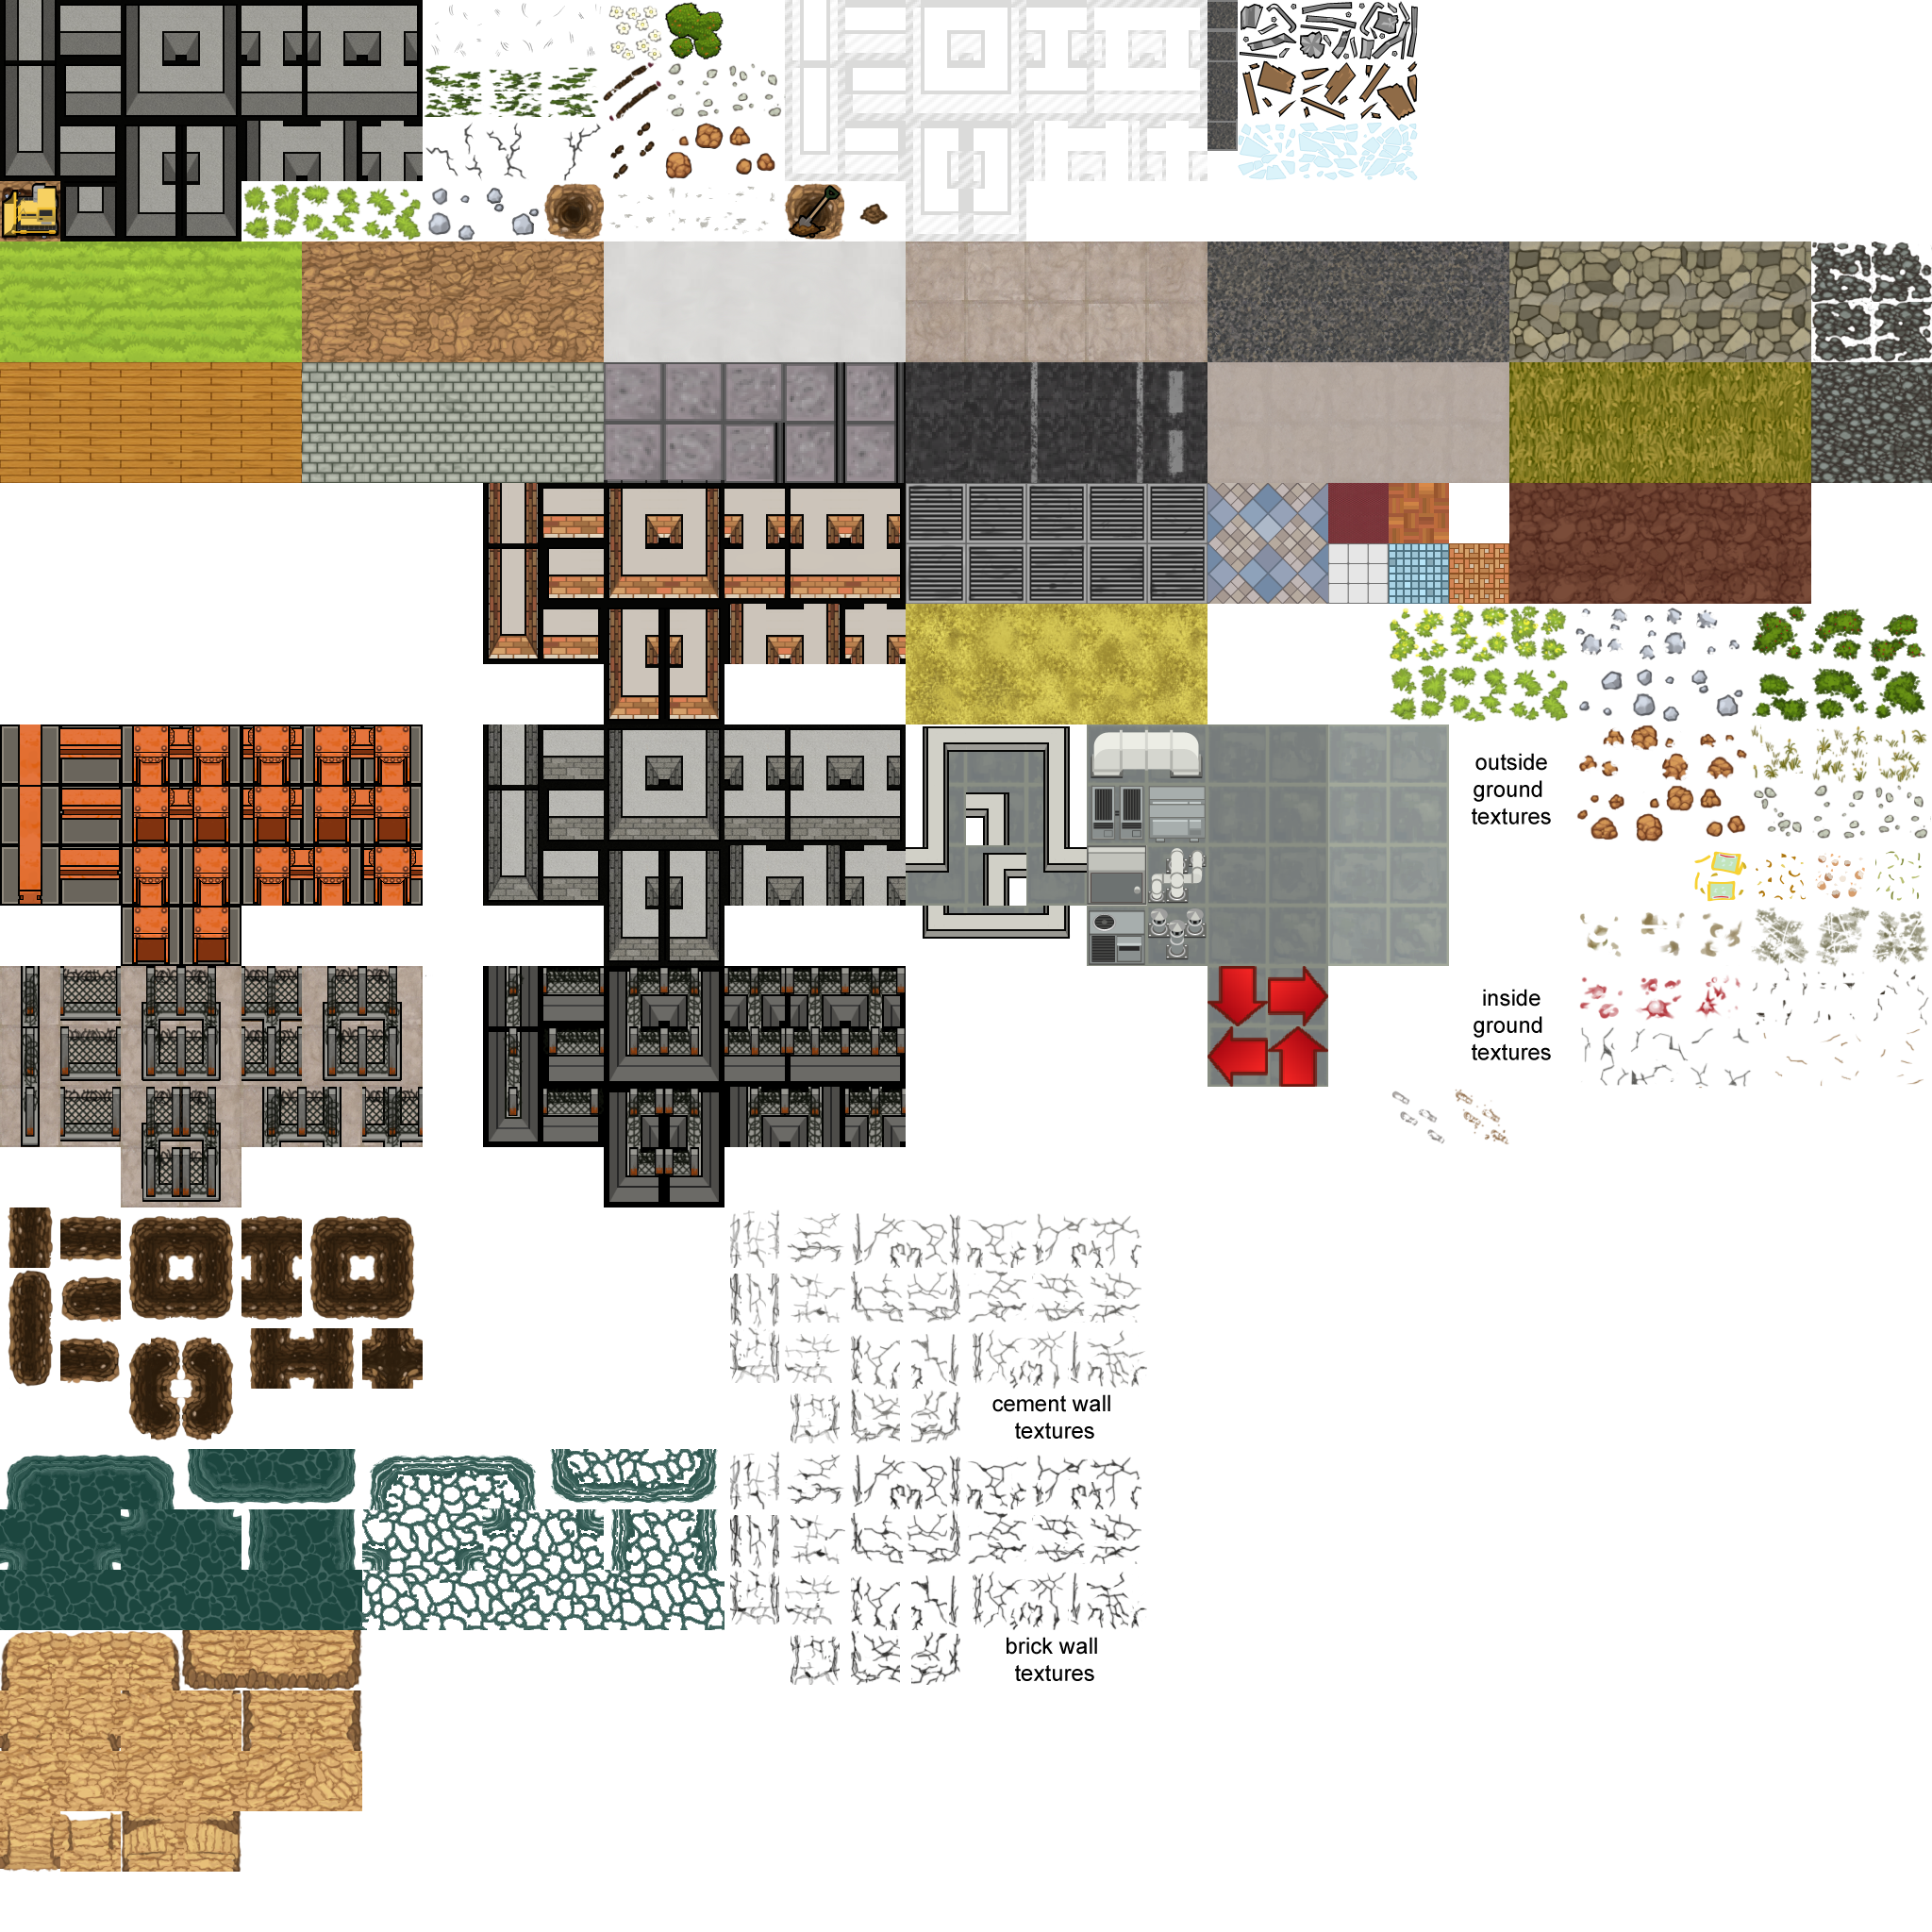 outside
ground
textures
inside
ground
textures
cement wall
textures
brick wall
textures